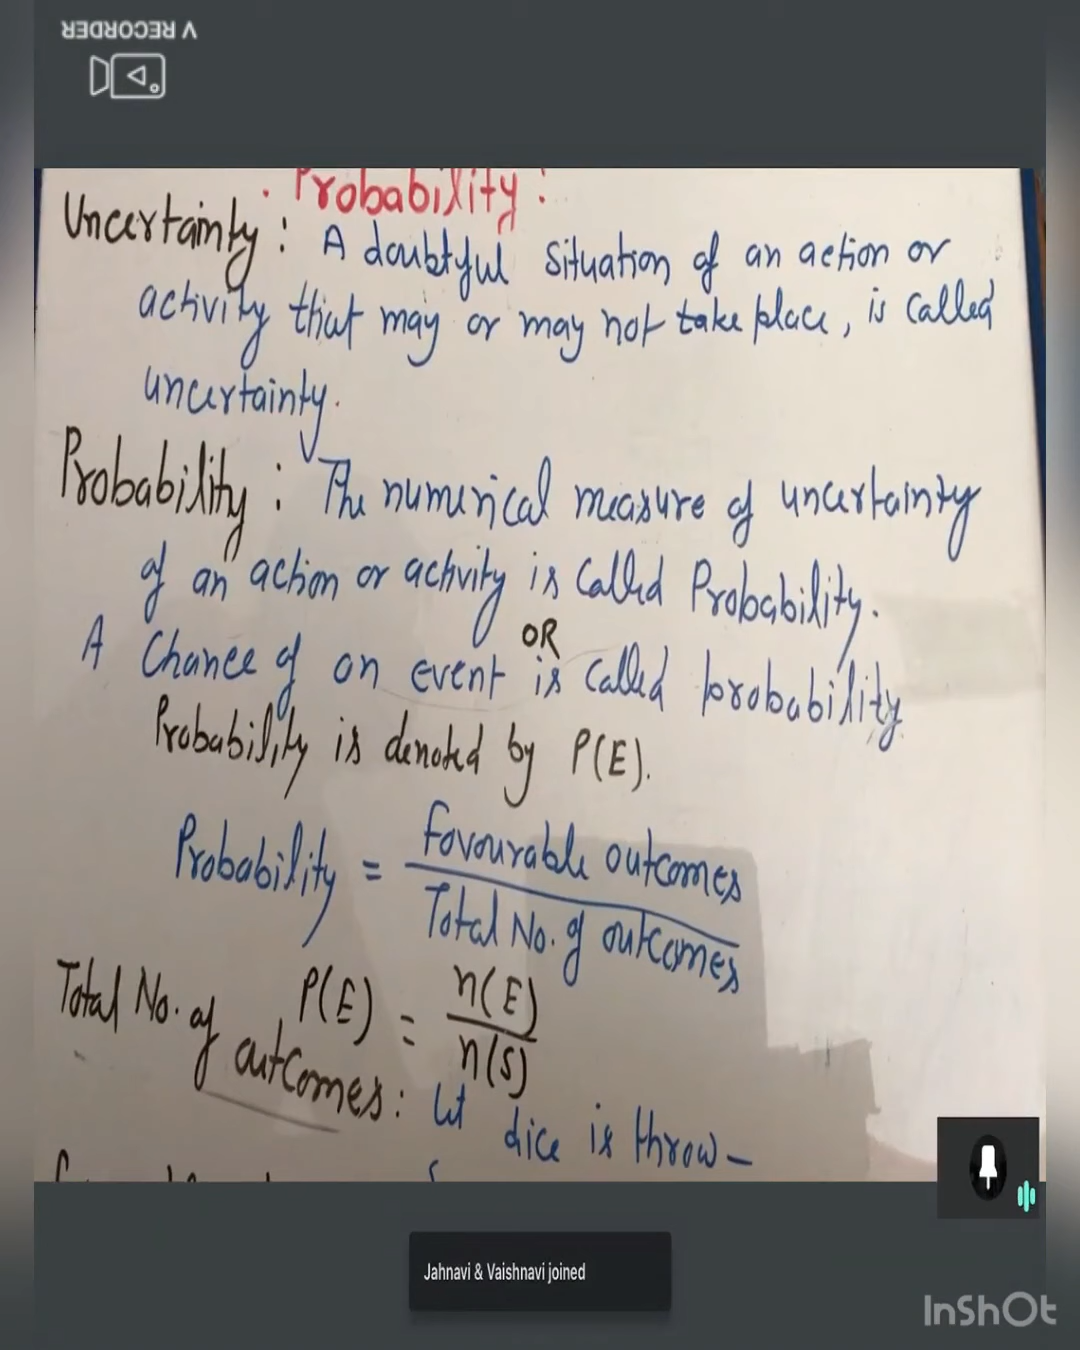 V RECORDER
Probability :
Uncertainty : A doubtful situation of an action or
activity that may or may not take place, is called
uncertainty.
Probability : The numerical measure of uncertainty
of an action or activity is called Probability.
OR
A Chance of an event is called probability
Probability is denoted by P(E).
Probability = Favourable outcomes
Total No. of outcomes
P(E) = n(E)
n(S)
Total No. of outcomes : Let dice is throw-
Jahnavi & Vaishnavi joined
InShOt